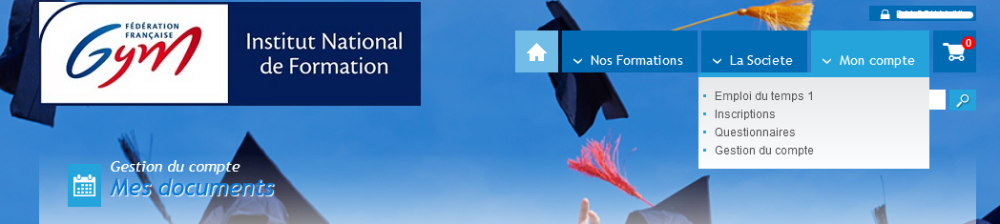 FÉDÉRATION
FRANÇAISE
Gym
Institut National
de Formation
Nos Formations
La Societe
Mon compte
0
Emploi du temps 1
Inscriptions
Questionnaires
Gestion du compte
Gestion du compte
Mes documents